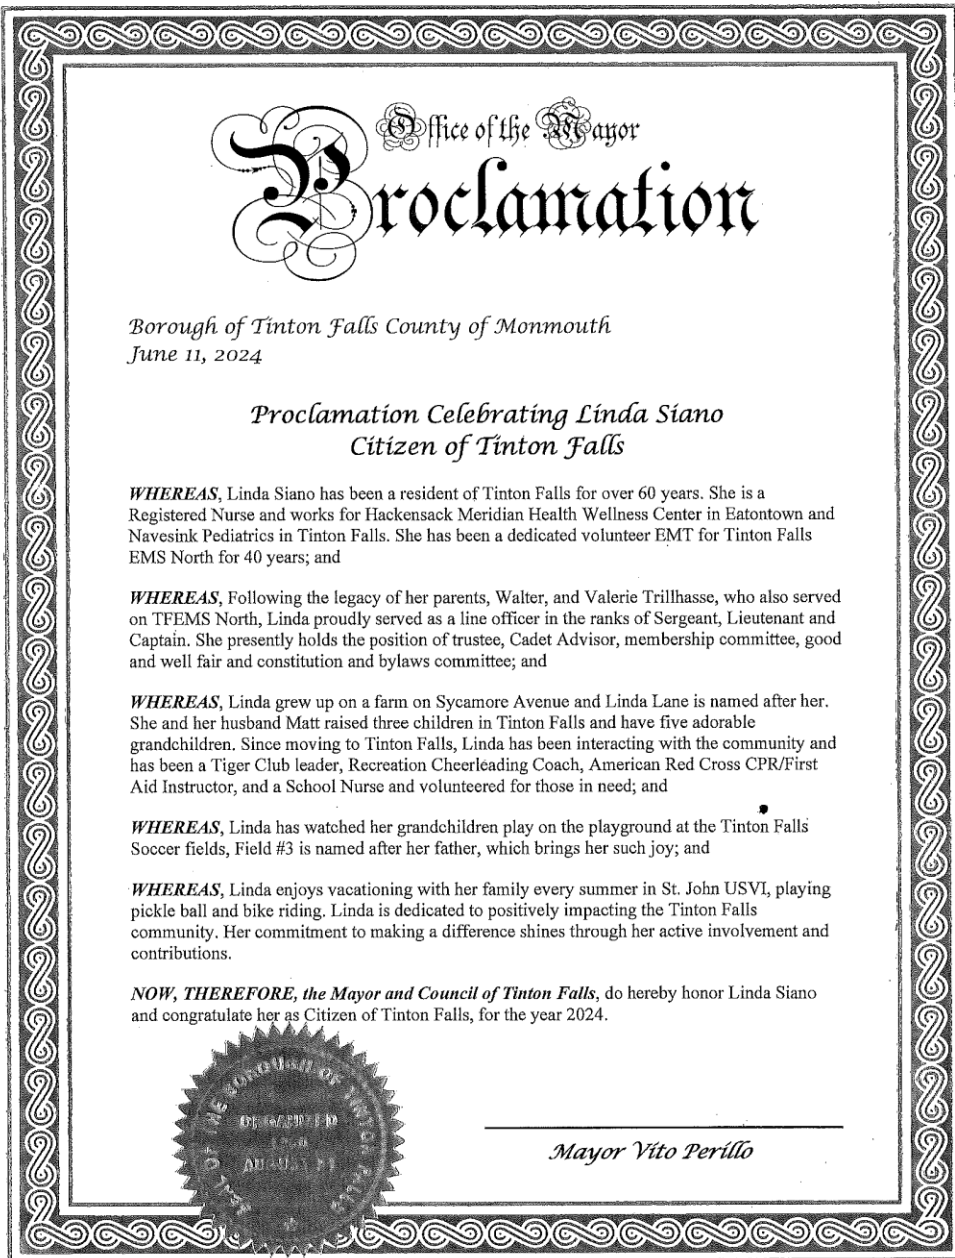 Office of the Mayor
Proclamation
Borough of Tinton Falls County of Monmouth
June 11, 2024
Proclamation Celebrating Linda Siano
Citizen of Tinton Falls
WHEREAS, Linda Siano has been a resident of Tinton Falls for over 60 years. She is a
Registered Nurse and works for Hackensack Meridian Health Wellness Center in Eatontown and
Navesink Pediatrics in Tinton Falls. She has been a dedicated volunteer EMT for Tinton Falls
EMS North for 40 years; and
WHEREAS, Following the legacy of her parents, Walter, and Valerie Trillhasse, who also served
on TFEMS North, Linda proudly served as a line officer in the ranks of Sergeant, Lieutenant and
Captain. She presently holds the position of trustee, Cadet Advisor, membership committee, good
and well fair and constitution and bylaws committee; and
WHEREAS, Linda grew up on a farm on Sycamore Avenue and Linda Lane is named after her.
She and her husband Matt raised three children in Tinton Falls and have five adorable
grandchildren. Since moving to Tinton Falls, Linda has been interacting with the community and
has been a Tiger Club leader, Recreation Cheerleading Coach, American Red Cross CPR/First
Aid Instructor, and a School Nurse and volunteered for those in need; and
WHEREAS, Linda has watched her grandchildren play on the playground at the Tinton Falls
Soccer fields, Field #3 is named after her father, which brings her such joy; and
WHEREAS, Linda enjoys vacationing with her family every summer in St. John USVI, playing
pickle ball and bike riding. Linda is dedicated to positively impacting the Tinton Falls
community. Her commitment to making a difference shines through her active involvement and
contributions.
NOW, THEREFORE, the Mayor and Council of Tinton Falls, do hereby honor Linda Siano
and congratulate her as Citizen of Tinton Falls, for the year 2024.
SEAL OF THE BOROUGH OF TINTON FALLS
ORGANIZED
AUGUST
Mayor Vito Perillo